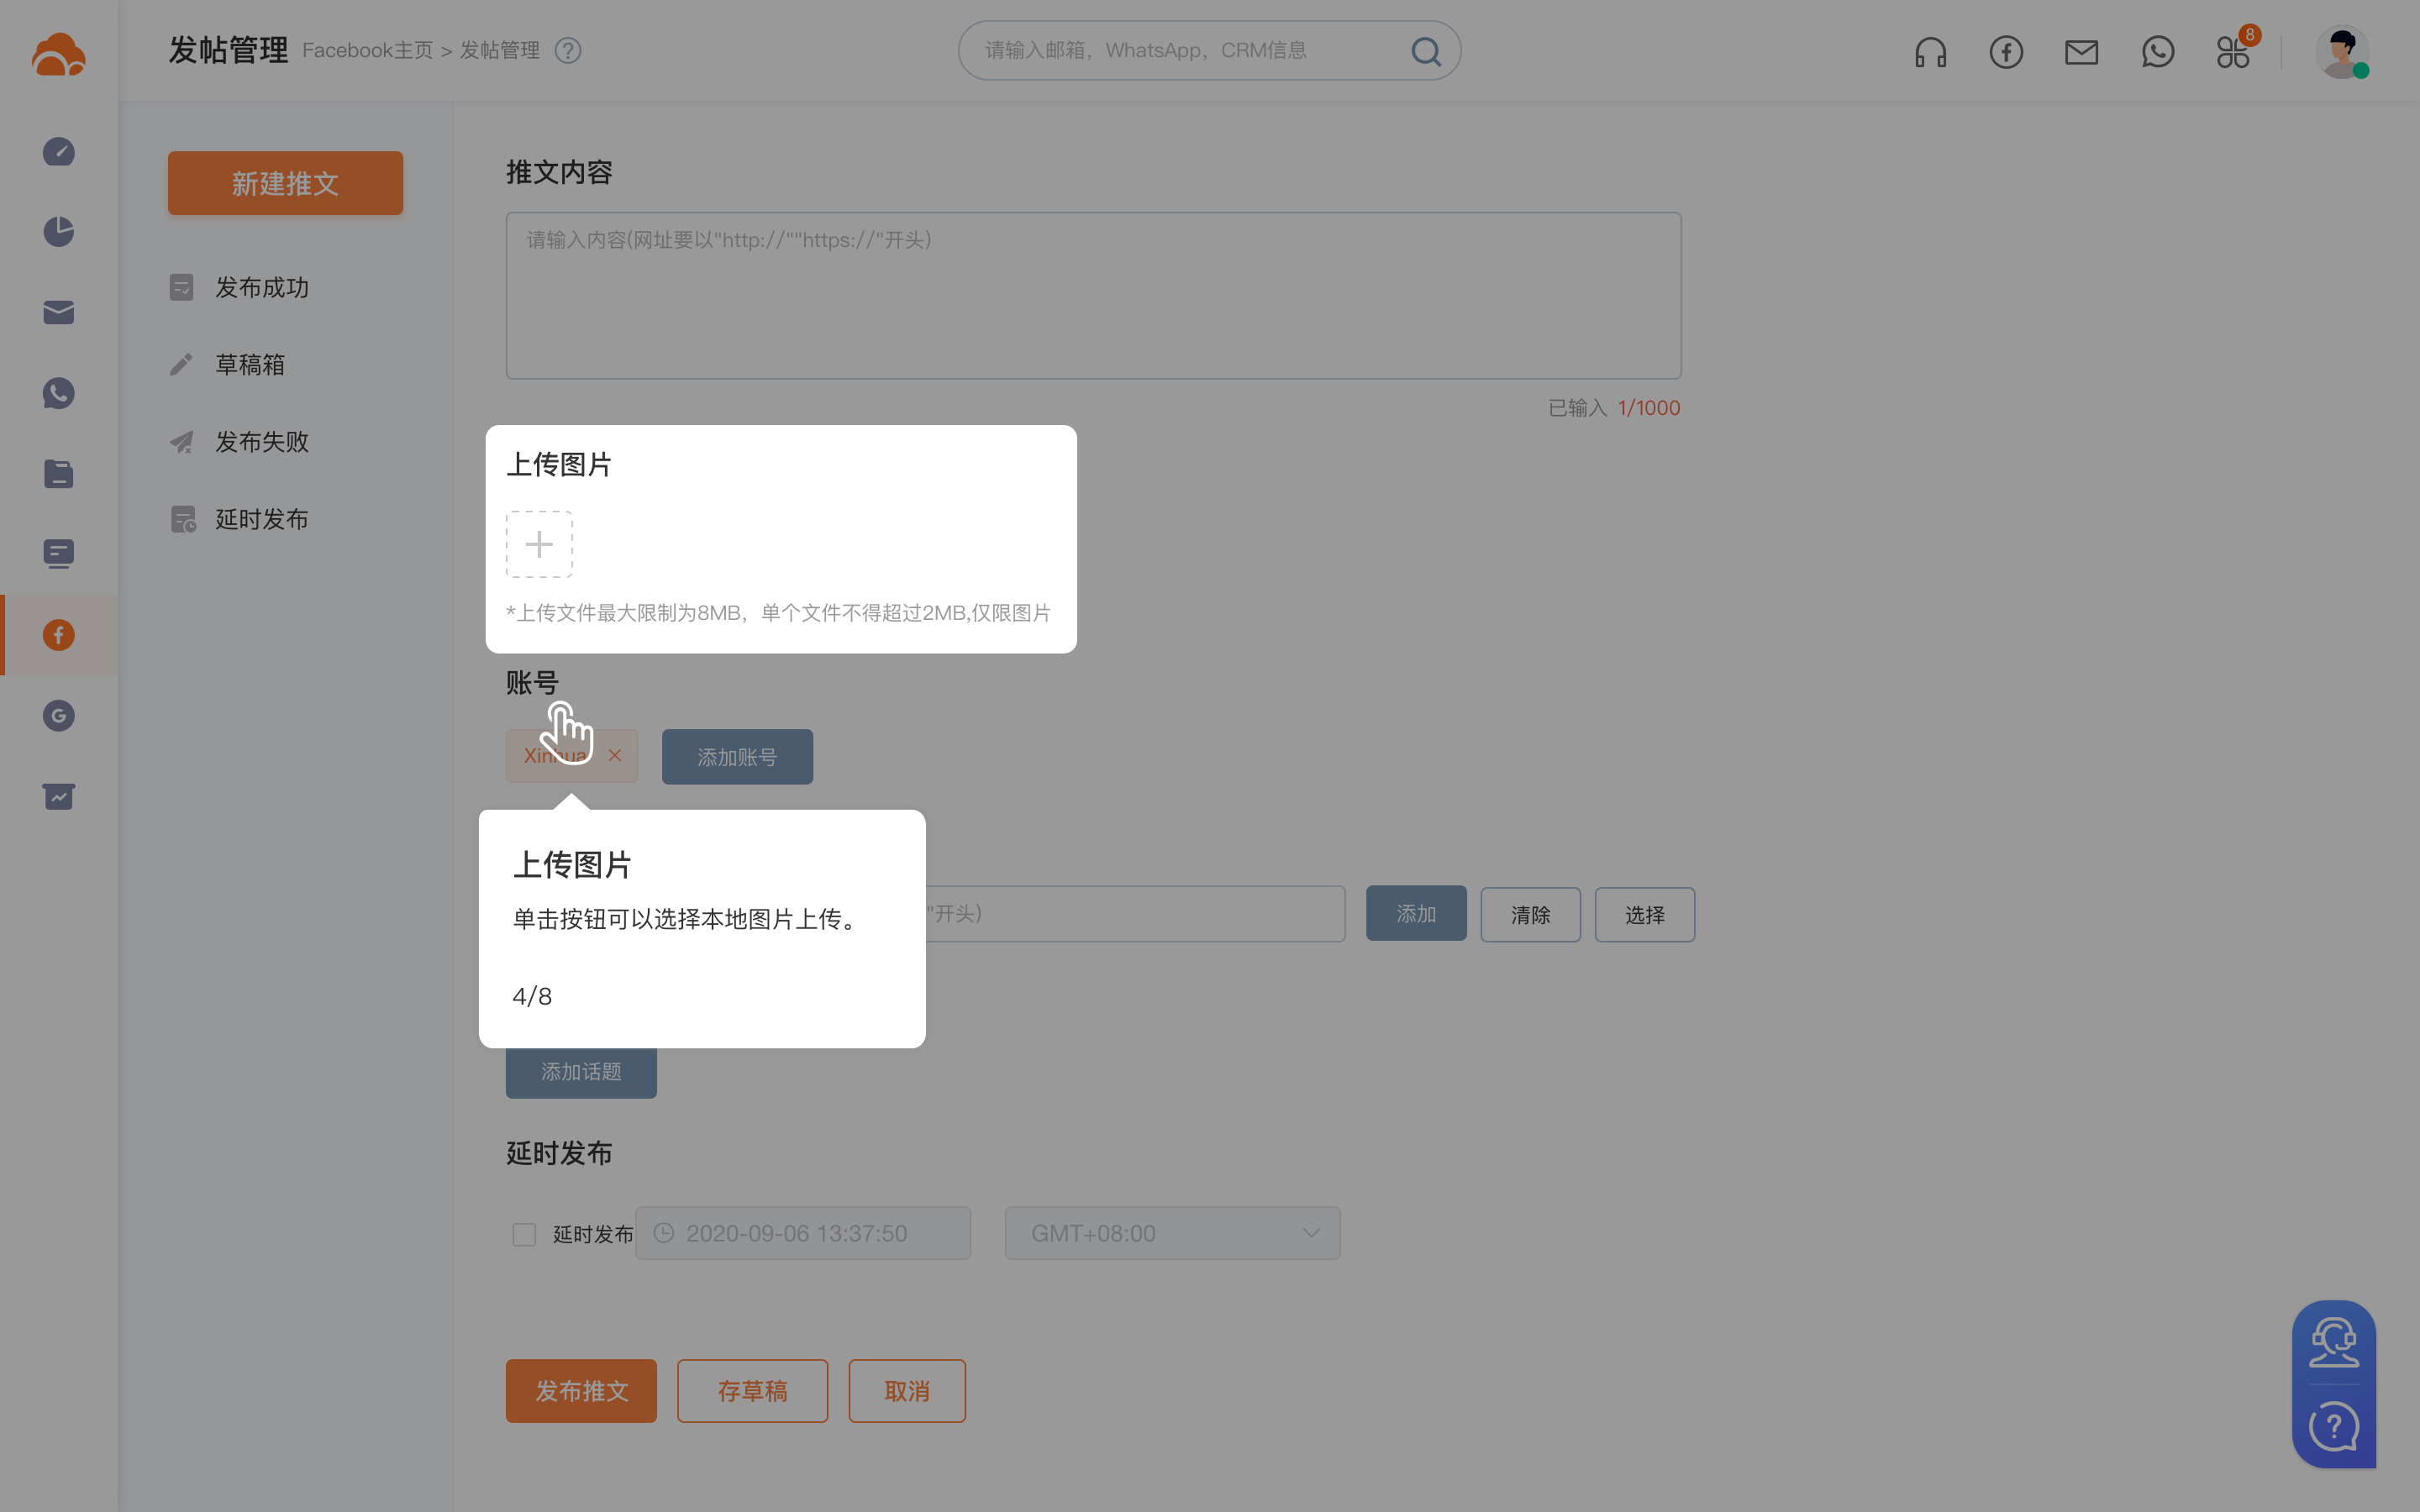 发帖管理 Facebook主页 > 发帖管理
请输入邮箱，WhatsApp，CRM信息
8
新建推文
发布成功
草稿箱
发布失败
延时发布
推文内容
请输入内容(网址要以"http://""https://"开头)
已输入 1/1000
上传图片
*上传文件最大限制为8MB，单个文件不得超过2MB,仅限图片
账号
Xinhua
添加账号
上传图片
单击按钮可以选择本地图片上传。
4/8
"开头)
添加
清除
选择
添加话题
延时发布
延时发布
2020-09-06 13:37:50
GMT+08:00
发布推文
存草稿
取消